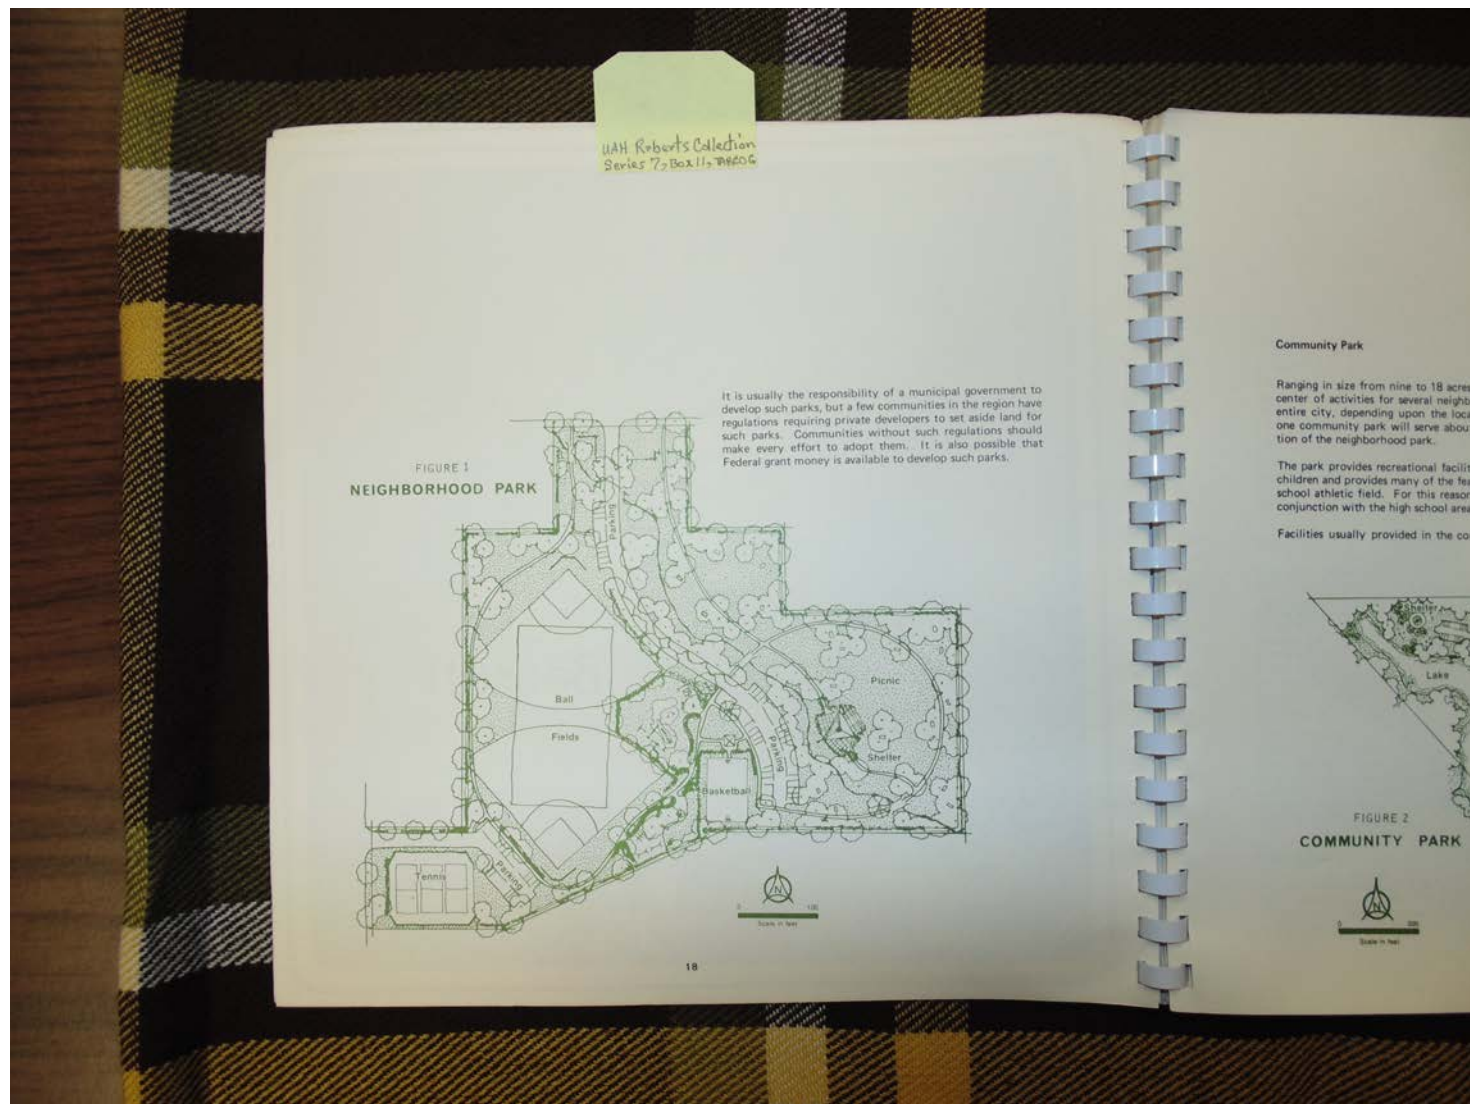 UAH Roberts Collection
Series 7, Box 11, TARCOG
It is usually the responsibility of a municipal government to
develop such parks, but a few communities in the region have
regulations requiring private developers to set aside land for
such parks. Communities without such regulations should
make every effort to adopt them. It is also possible that
Federal grant money is available to develop such parks.
FIGURE 1
NEIGHBORHOOD PARK
Parking
Ball
Fields
Picnic
Parking
Shelter
Basketball
Tennis
Parking
N
0 100
Scale in feet
18
Community Park
Ranging in size from nine to 18 acres
center of activities for several neighb
entire city, depending upon the loca
one community park will serve abou
tion of the neighborhood park.
The park provides recreational facilit
children and provides many of the fea
school athletic field. For this reason
conjunction with the high school area
Facilities usually provided in the co
Shelter
Lake
FIGURE 2
COMMUNITY PARK
N
0
Scale in feet